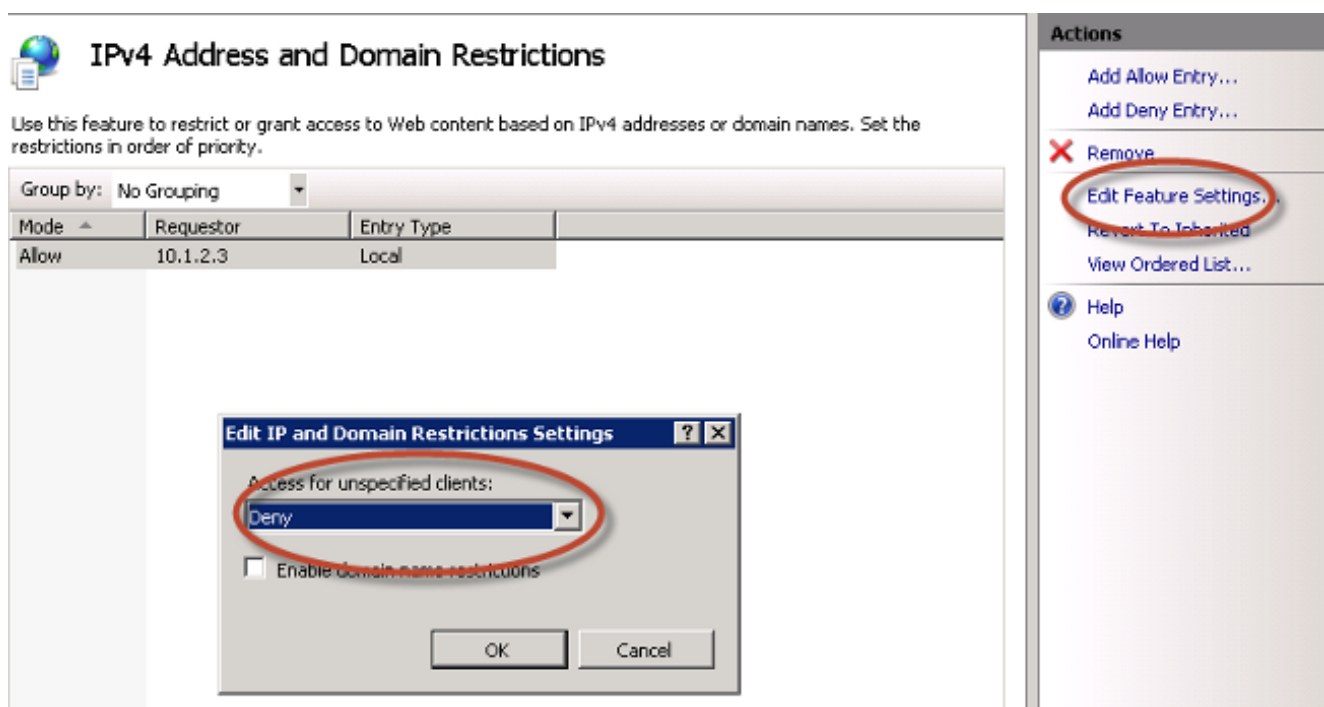 IPv4 Address and Domain Restrictions
Use this feature to restrict or grant access to Web content based on IPv4 addresses or domain names. Set the
restrictions in order of priority.
Group by: No Grouping
Mode Requestor Entry Type
Allow 10.1.2.3 Local
Edit IP and Domain Restrictions Settings
Access for unspecified clients:
Deny
Enable domain name restrictions
OK Cancel
Actions
Add Allow Entry...
Add Deny Entry...
Remove
Edit Feature Settings...
Revert To Inherited
View Ordered List...
Help
Online Help